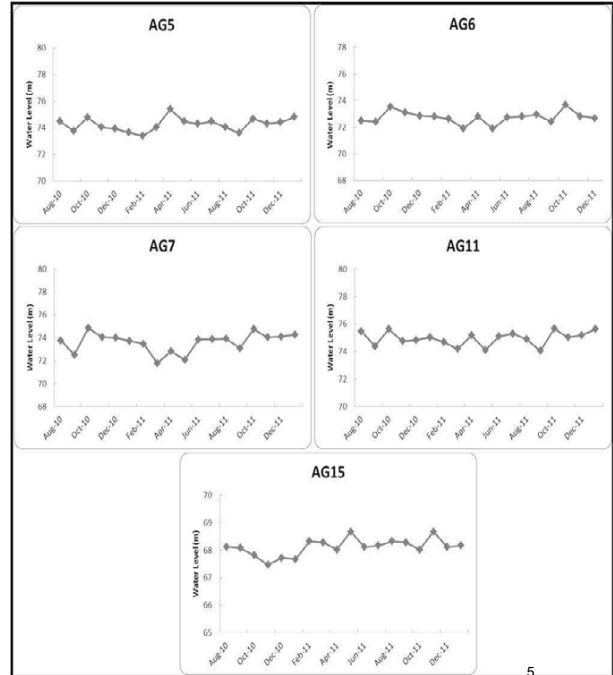 AG5
Water Level (m)
80
78
76
74
72
70
Aug-10
Oct-10
Dec-10
Feb-11
Apr-11
Jun-11
Aug-11
Oct-11
Dec-11
AG6
Water Level (m)
78
76
74
72
70
68
Aug-10
Oct-10
Dec-10
Feb-11
Apr-11
Jun-11
Aug-11
Oct-11
Dec-11
AG7
Water Level (m)
80
78
76
74
72
70
68
Aug-10
Oct-10
Dec-10
Feb-11
Apr-11
Jun-11
Aug-11
Oct-11
Dec-11
AG11
Water Level (m)
80
78
76
74
72
70
Aug-10
Oct-10
Dec-10
Feb-11
Apr-11
Jun-11
Aug-11
Oct-11
Dec-11
AG15
Water Level (m)
70
69
68
67
66
65
Aug-10
Oct-10
Dec-10
Feb-11
Apr-11
Jun-11
Aug-11
Oct-11
Dec-11
5